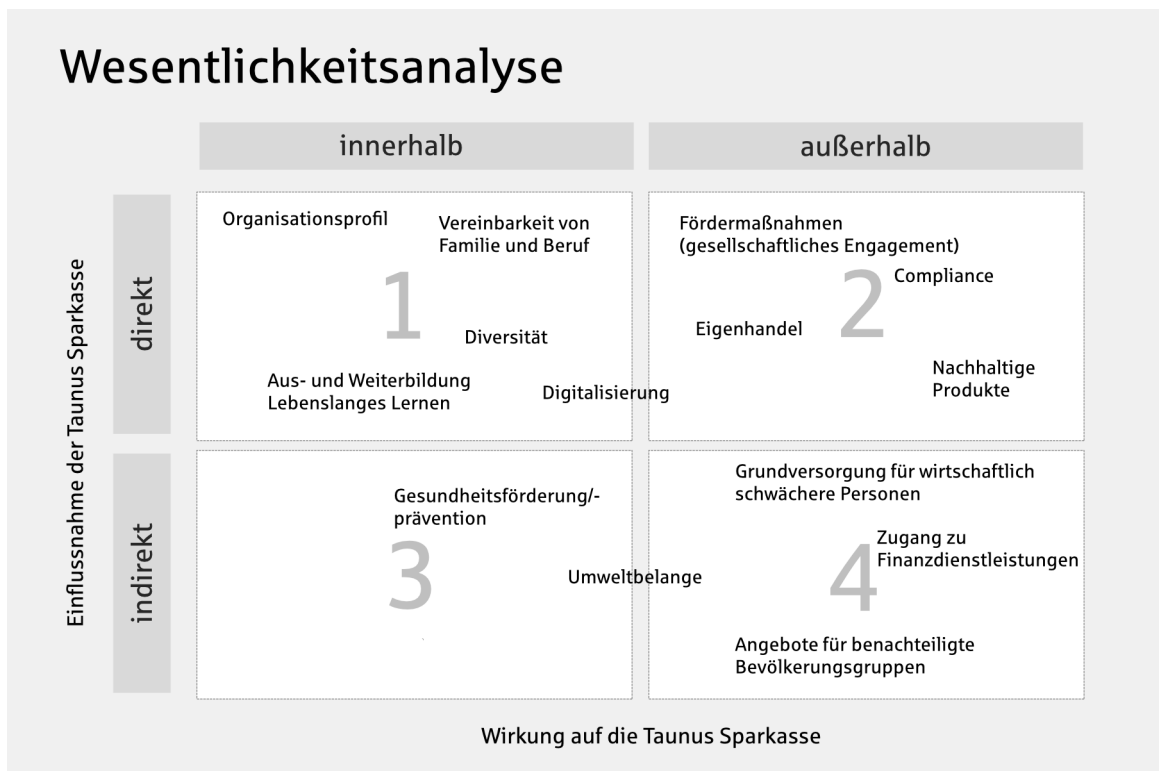 Wesentlichkeitsanalyse
innerhalb
außerhalb
Einflussnahme der Taunus Sparkasse
direkt
Organisationsprofil
Vereinbarkeit von
Familie und Beruf
1
Diversität
Aus- und Weiterbildung
Lebenslanges Lernen
Digitalisierung
Fördermaßnahmen
(gesellschaftliches Engagement)
2
Compliance
Eigenhandel
Nachhaltige
Produkte
indirekt
Gesundheitsförderung/-
prävention
3
Umweltbelange
Grundversorgung für wirtschaftlich
schwächere Personen
4
Zugang zu
Finanzdienstleistungen
Angebote für benachteiligte
Bevölkerungsgruppen
Wirkung auf die Taunus Sparkasse